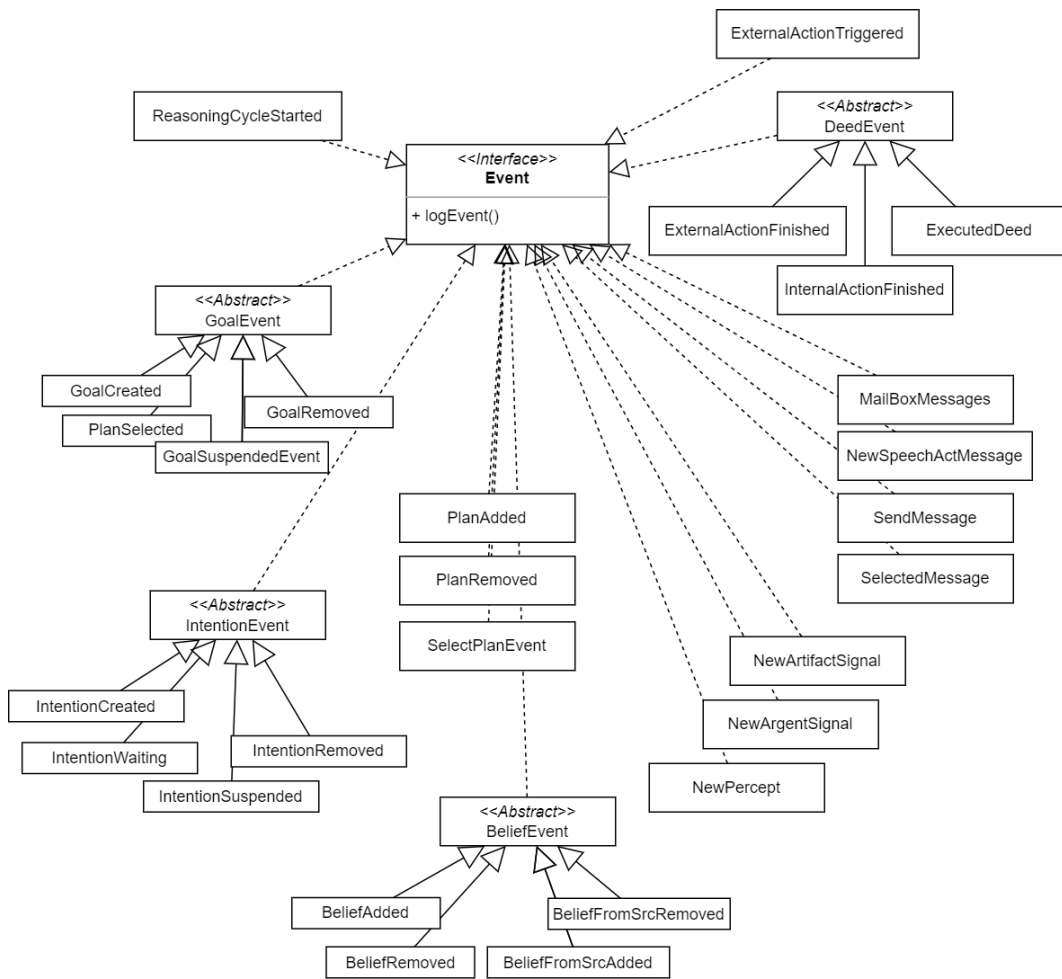 ExternalActionTriggered
ReasoningCycleStarted
<<Abstract>>
DeedEvent
<<Interface>>
Event
+ logEvent()
ExternalActionFinished
ExecutedDeed
InternalActionFinished
<<Abstract>>
GoalEvent
GoalCreated
GoalRemoved
PlanSelected
GoalSuspendedEvent
MailBoxMessages
NewSpeechActMessage
SendMessage
SelectedMessage
PlanAdded
PlanRemoved
SelectPlanEvent
<<Abstract>>
IntentionEvent
IntentionCreated
IntentionRemoved
IntentionWaiting
IntentionSuspended
NewArtifactSignal
NewArgentSignal
NewPercept
<<Abstract>>
BeliefEvent
BeliefAdded
BeliefFromSrcRemoved
BeliefRemoved
BeliefFromSrcAdded